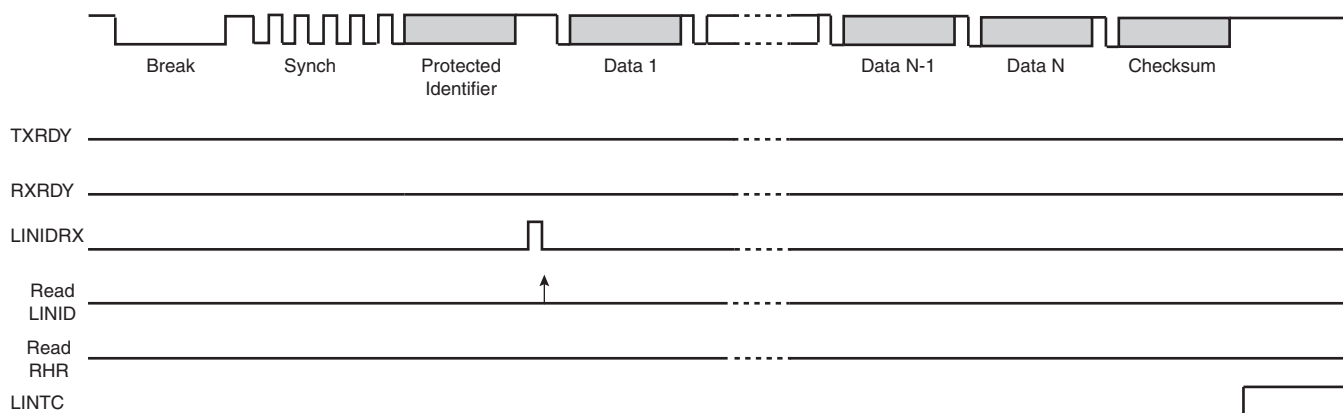 Break Synch Protected Identifier Data 1 Data N-1 Data N Checksum
TXRDY
RXRDY
LINIDRX
Read
LINID
Read
RHR
LINTC